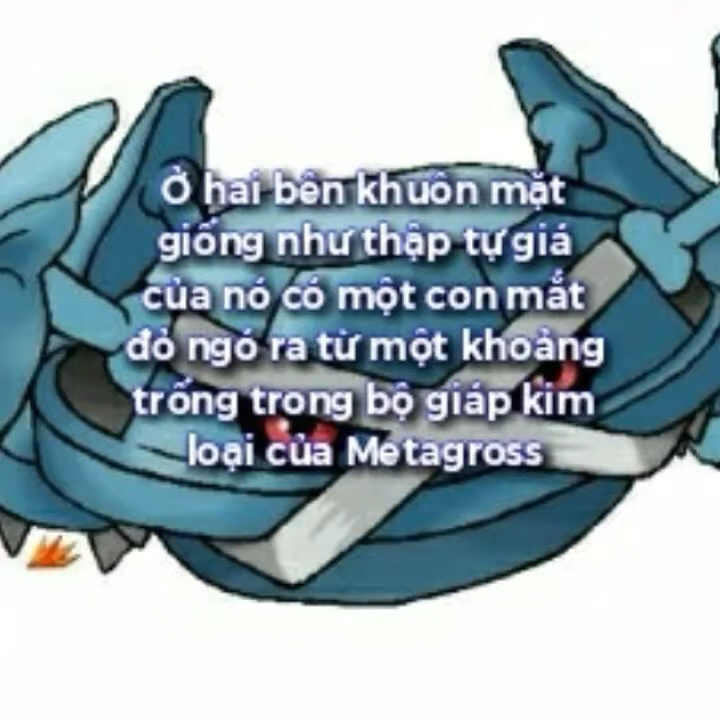 Ở hai bên khuôn mặt
giống như thập tự giá
của nó có một con mắt
đỏ ngó ra từ một khoảng
trống trong bộ giáp kim
loại của Metagross